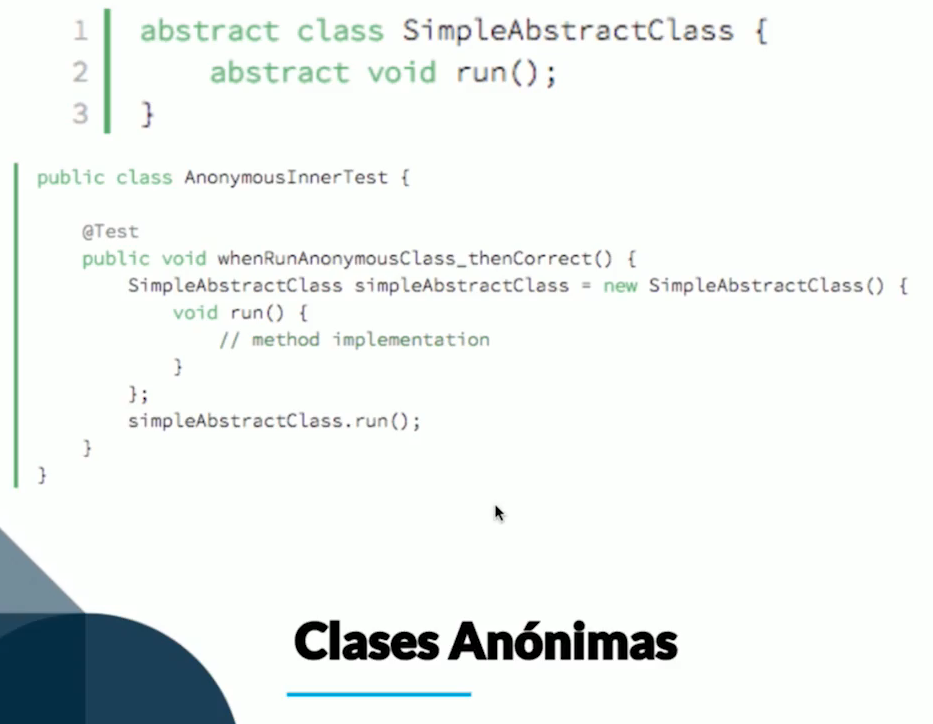 1 abstract class SimpleAbstractClass {
2 abstract void run();
3 }
public class AnonymousInnerTest {
@Test
public void whenRunAnonymousClass_thenCorrect() {
SimpleAbstractClass simpleAbstractClass = new SimpleAbstractClass() {
void run() {
// method implementation
}
};
simpleAbstractClass.run();
}
}
Clases Anónimas